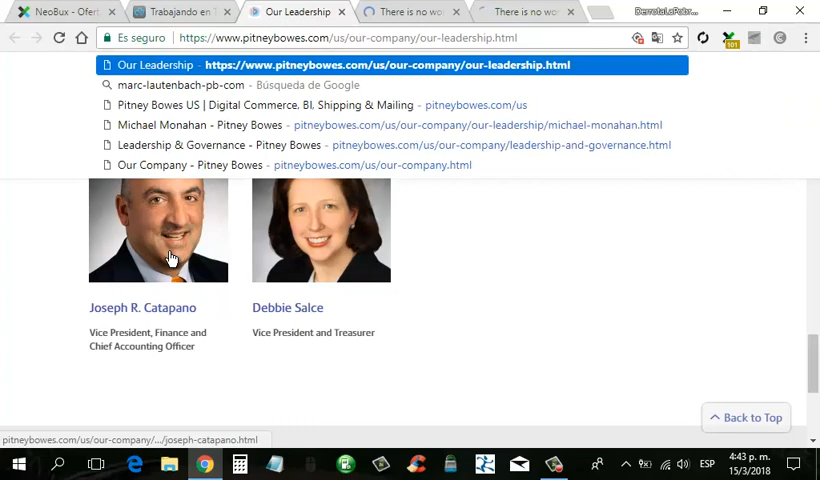 NeoBux - Ofert
Trabajando en T
Our Leadership
There is no wor
There is no wor
DerrotaLaPobr...
Es seguro
https://www.pitneybowes.com/us/our-company/our-leadership.html
101
Our Leadership - https://www.pitneybowes.com/us/our-company/our-leadership.html
marc-lautenbach-pb-com - Búsqueda de Google
Pitney Bowes US | Digital Commerce, BI, Shipping & Mailing - pitneybowes.com/us
Michael Monahan - Pitney Bowes - pitneybowes.com/us/our-company/our-leadership/michael-monahan.html
Leadership & Governance - Pitney Bowes - pitneybowes.com/us/our-company/leadership-and-governance.html
Our Company - Pitney Bowes - pitneybowes.com/us/our-company.html
Joseph R. Catapano
Debbie Salce
Vice President, Finance and
Chief Accounting Officer
Vice President and Treasurer
Back to Top
pitneybowes.com/us/our-company/.../joseph-catapano.html
ESP
4:43 p. m.
15/3/2018